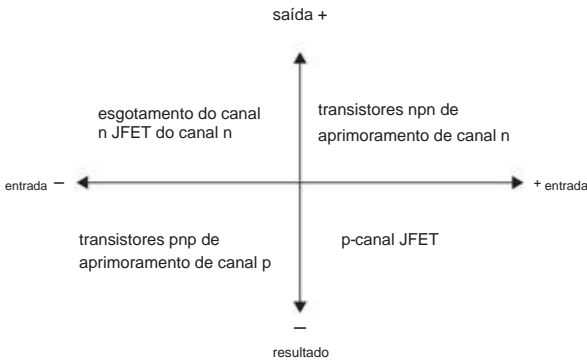 saída +
esgotamento do canal
n JFET do canal n
transistores npn de
aprimoramento de canal n
entrada −
+ entrada
transistores pnp de
aprimoramento de canal p
p-canal JFET
−
resultado